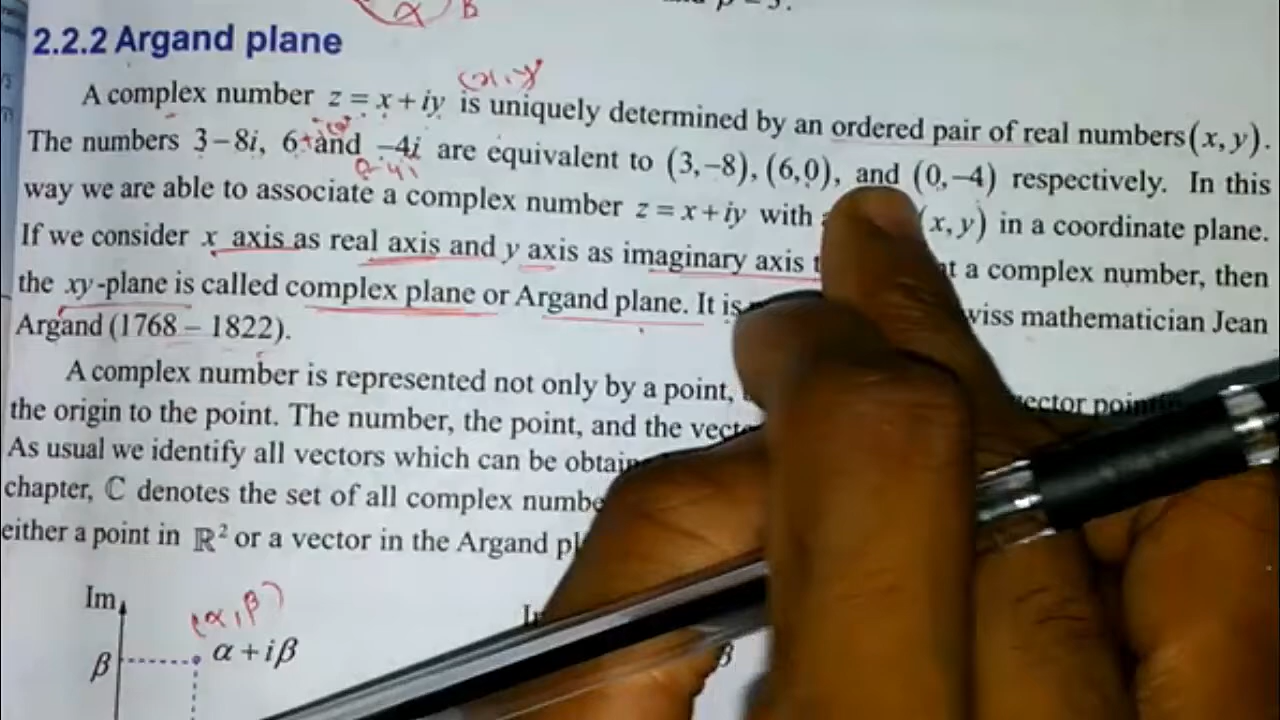 α β
2.2.2 Argand plane
(x, y)
A complex number z = x + iy is uniquely determined by an ordered pair of real numbers (x, y).
The numbers 3 − 8i, 6 and −4i are equivalent to (3,−8), (6,0), and (0,−4) respectively. In this
0-4i
way we are able to associate a complex number z = x + iy with (x, y) in a coordinate plane.
If we consider x axis as real axis and y axis as imaginary axis a complex number, then
the xy-plane is called complex plane or Argand plane. It is mathematician Jean
Argand (1768 – 1822).
A complex number is represented not only by a point,
the origin to the point. The number, the point, and the
As usual we identify all vectors which can be
chapter, ℂ denotes the set of all complex
either a point in ℝ² or a vector in the Argand
Im
(α, β)
β α + iβ
β